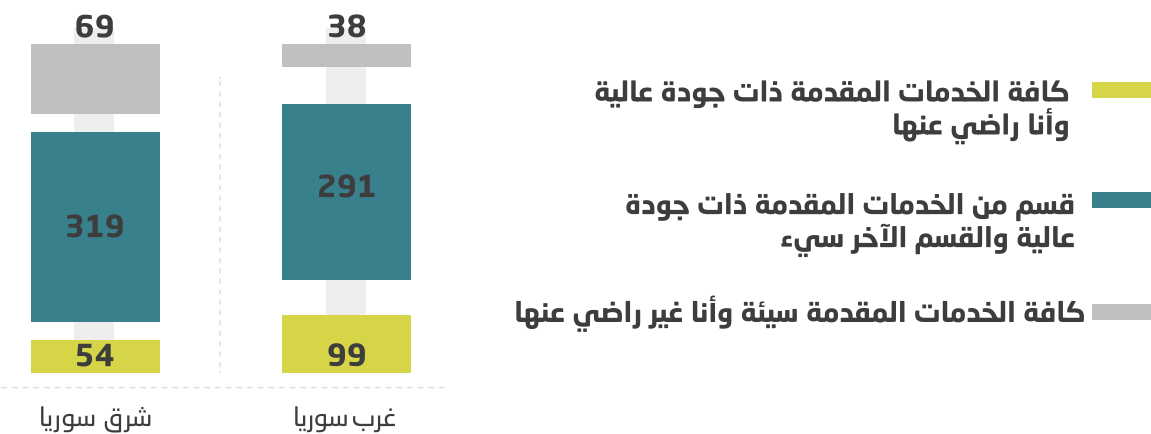 كافة الخدمات المقدمة ذات جودة عالية
وأنا راضي عنها
قسم من الخدمات المقدمة ذات جودة
عالية والقسم الآخر سيء
كافة الخدمات المقدمة سيئة وأنا غير راضي عنها
38
291
99
غرب سوريا
69
319
54
شرق سوريا